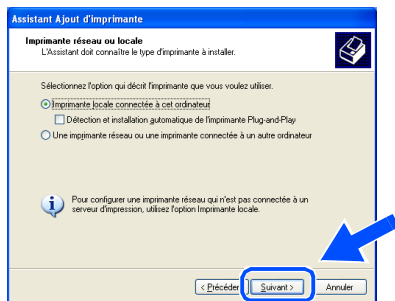 Assistant Ajout d'imprimante
Imprimante réseau ou locale
L'Assistant doit connaître le type d'imprimante à installer.
Sélectionnez l'option qui décrit l'imprimante que vous voulez utiliser.
Imprimante locale connectée à cet ordinateur
Détection et installation automatique de l'imprimante Plug-and-Play
Une imprimante réseau ou une imprimante connectée à un autre ordinateur
Pour configurer une imprimante réseau qui n'est pas connectée à un
serveur d'impression, utilisez l'option Imprimante locale.
< Précéder Suivant > Annuler